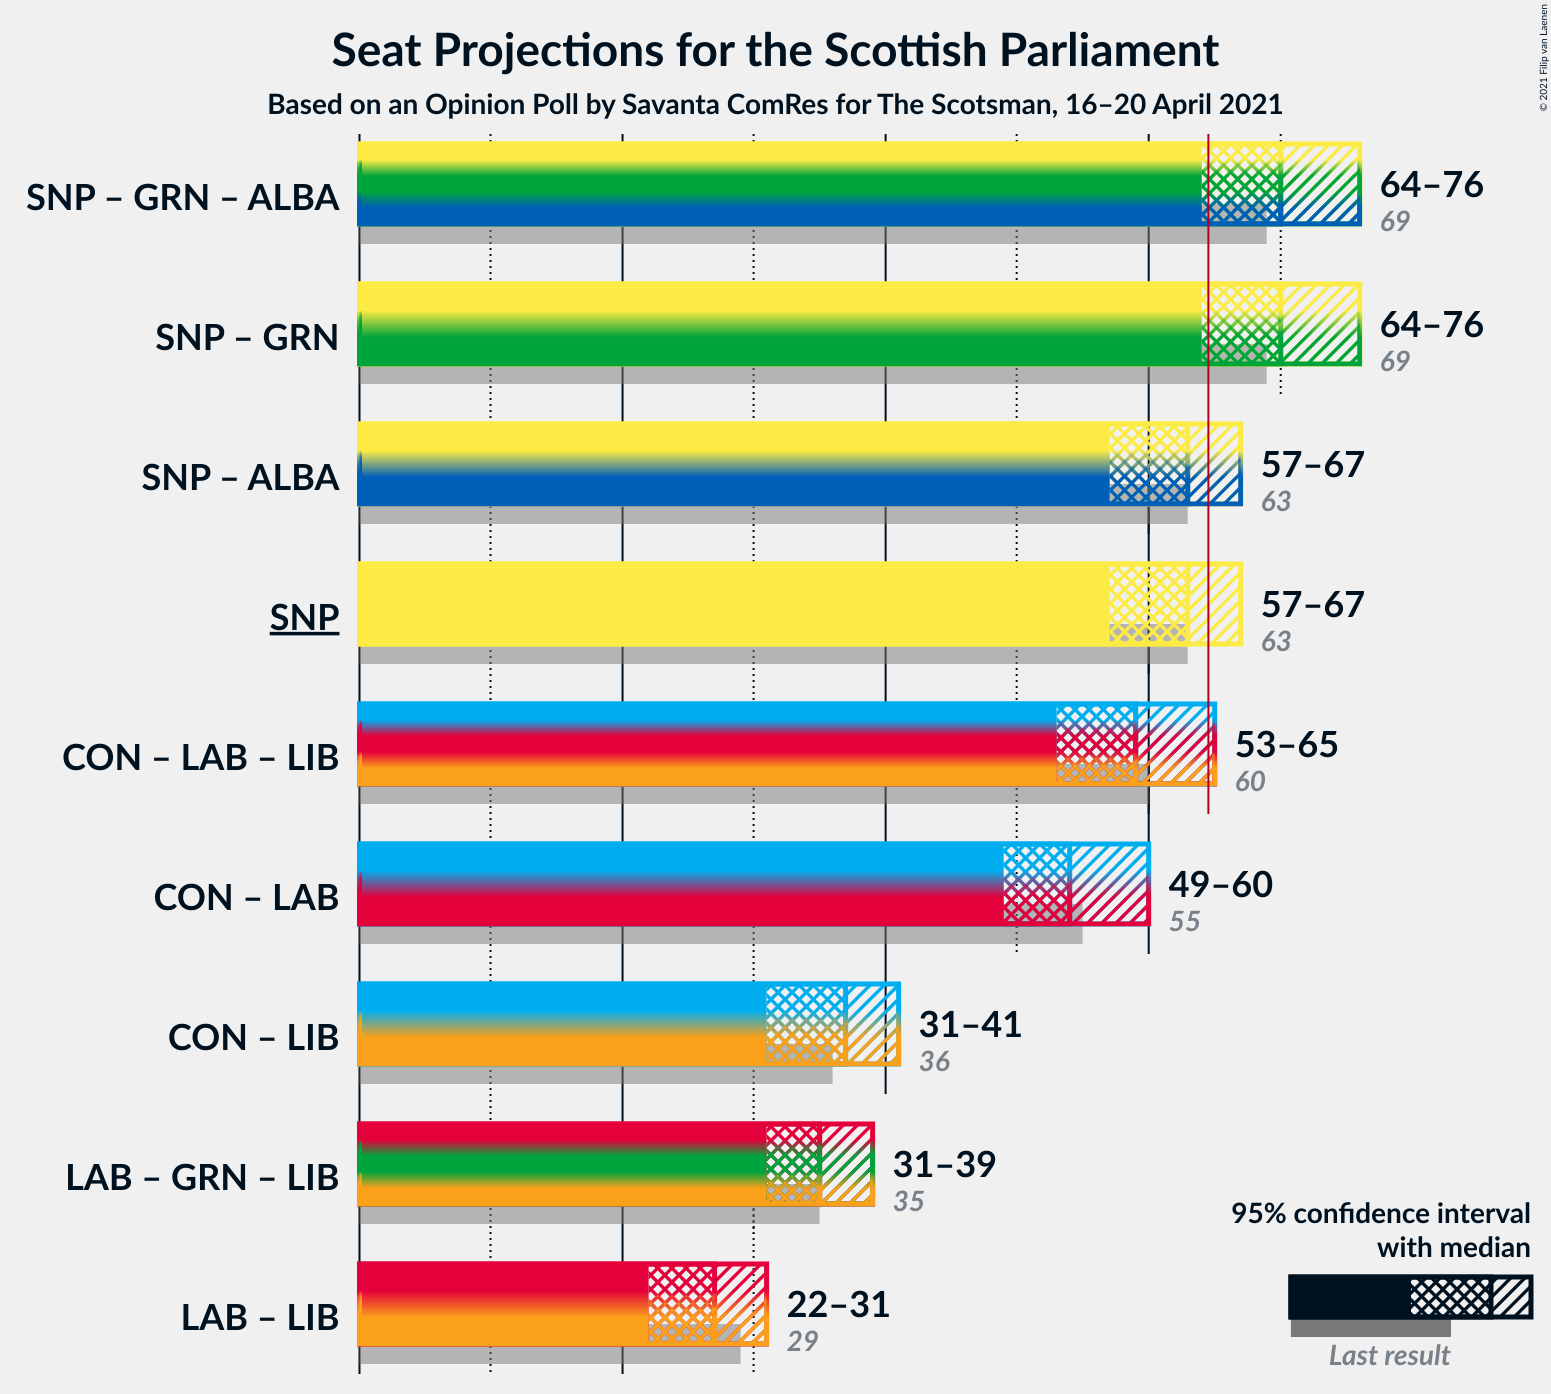 Seat Projections for the Scottish Parliament
Based on an Opinion Poll by Savanta ComRes for The Scotsman, 16–20 April 2021
© 2021 Filip van Laenen
SNP – GRN – ALBA
64–76
69
SNP – GRN
64–76
69
SNP – ALBA
57–67
63
SNP
57–67
63
CON – LAB – LIB
53–65
60
CON – LAB
49–60
55
CON – LIB
31–41
36
LAB – GRN – LIB
31–39
35
LAB – LIB
22–31
29
95% confidence interval
with median
Last result